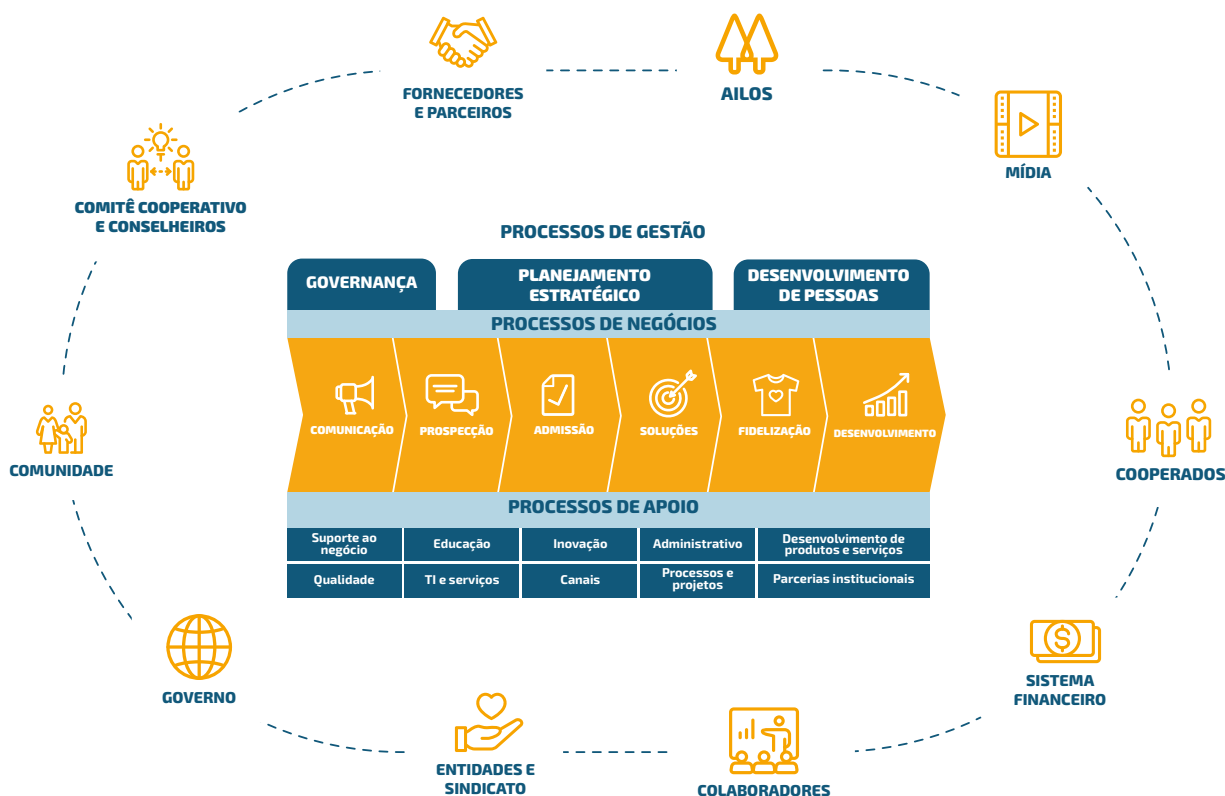 FORNECEDORES
E PARCEIROS
AILOS
MÍDIA
COMITÊ COOPERATIVO
E CONSELHEIROS
PROCESSOS DE GESTÃO
GOVERNANÇA
PLANEJAMENTO
ESTRATÉGICO
DESENVOLVIMENTO
DE PESSOAS
PROCESSOS DE NEGÓCIOS
COMUNICAÇÃO
PROSPECÇÃO
ADMISSÃO
SOLUÇÕES
FIDELIZAÇÃO
DESENVOLVIMENTO
COMUNIDADE
COOPERADOS
PROCESSOS DE APOIO
Suporte ao
negócio
Educação
Inovação
Administrativo
Desenvolvimento de
produtos e serviços
Qualidade
TI e serviços
Canais
Processos e
projetos
Parcerias institucionais
GOVERNO
$
SISTEMA
FINANCEIRO
ENTIDADES E
SINDICATO
COLABORADORES